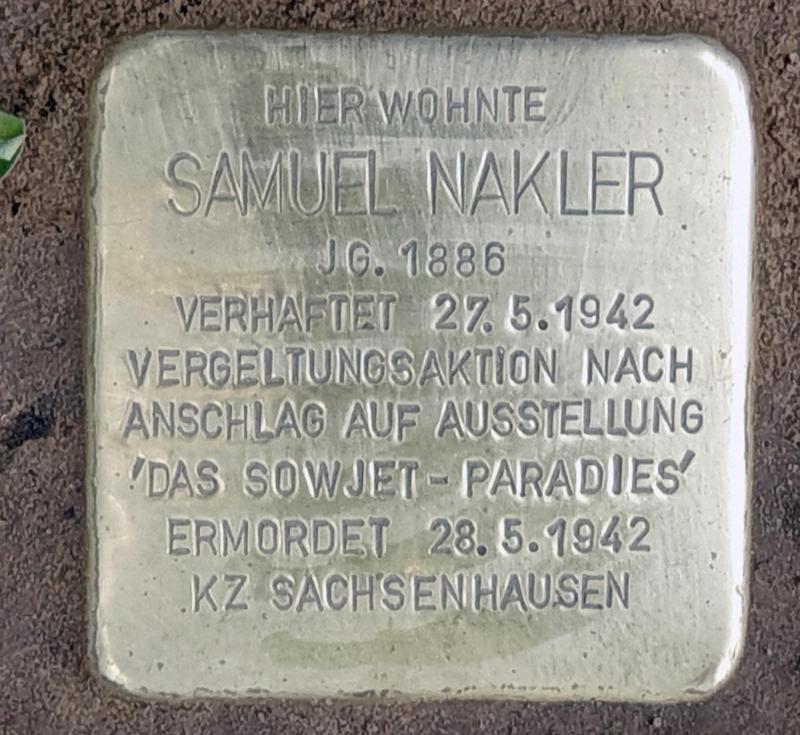 HIER WOHNTE
SAMUEL NAKLER
JG. 1886
VERHAFTET 27.5.1942
VERGELTUNGSAKTION NACH
ANSCHLAG AUF AUSSTELLUNG
'DAS SOWJET-PARADIES'
ERMORDET 28.5.1942
KZ SACHSENHAUSEN